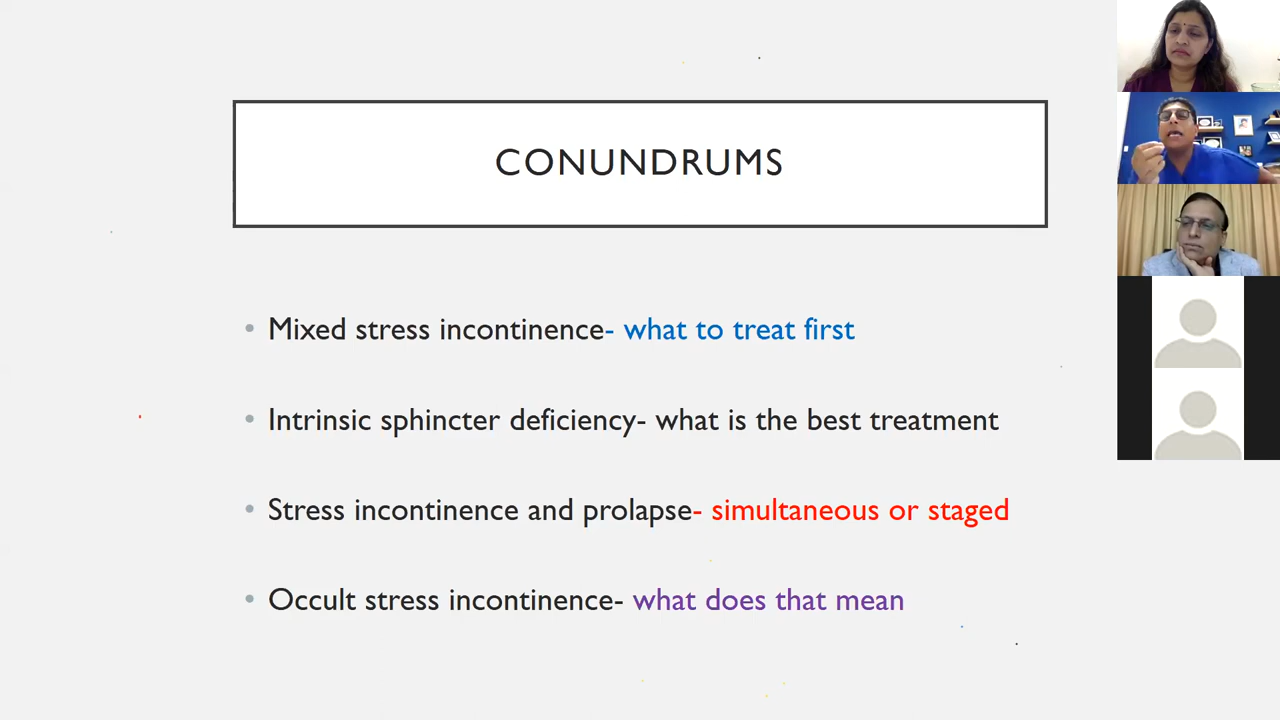 CONUNDRUMS
• Mixed stress incontinence- what to treat first
• Intrinsic sphincter deficiency- what is the best treatment
• Stress incontinence and prolapse- simultaneous or staged
• Occult stress incontinence- what does that mean